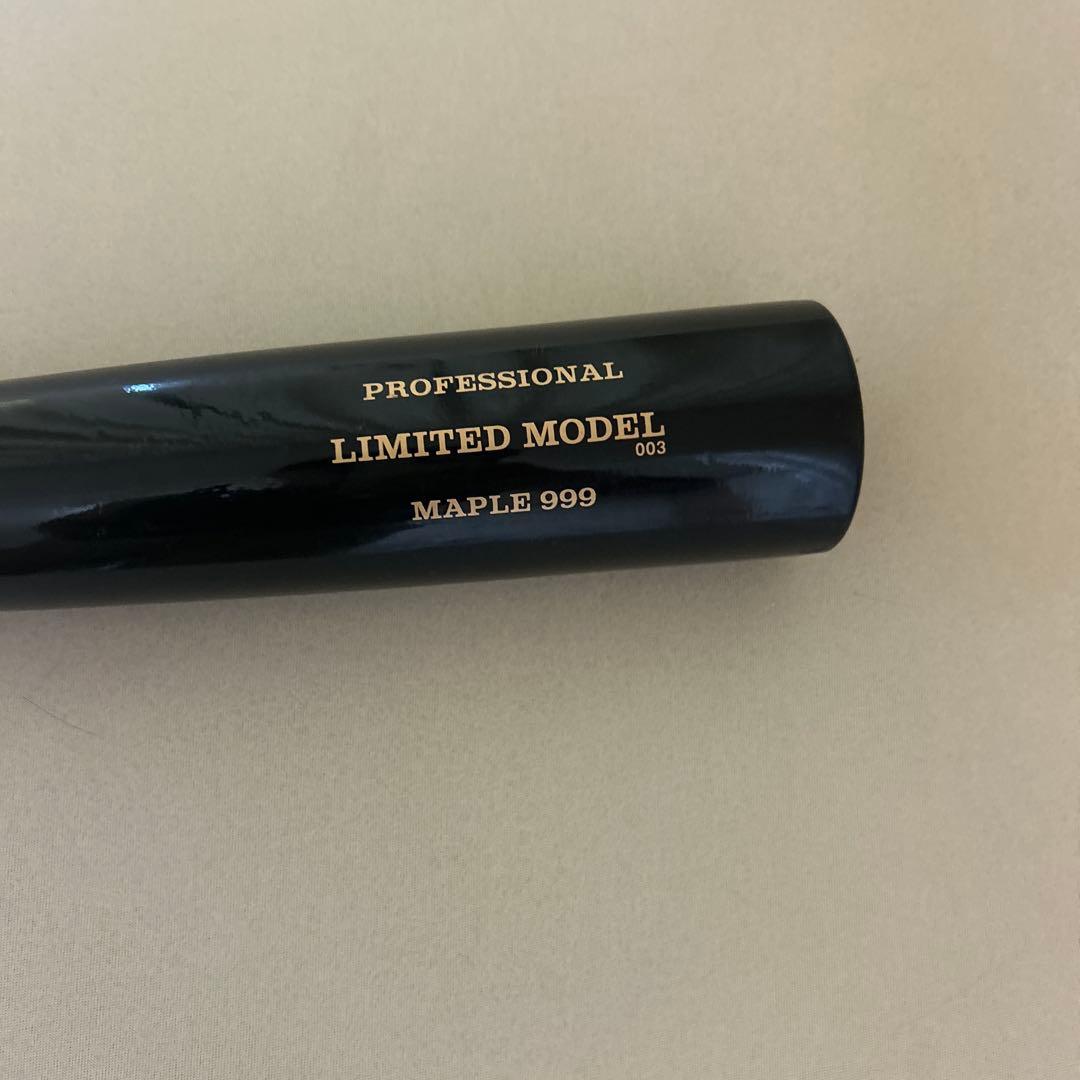 PROFESSIONAL
LIMITED MODEL
003
MAPLE 999